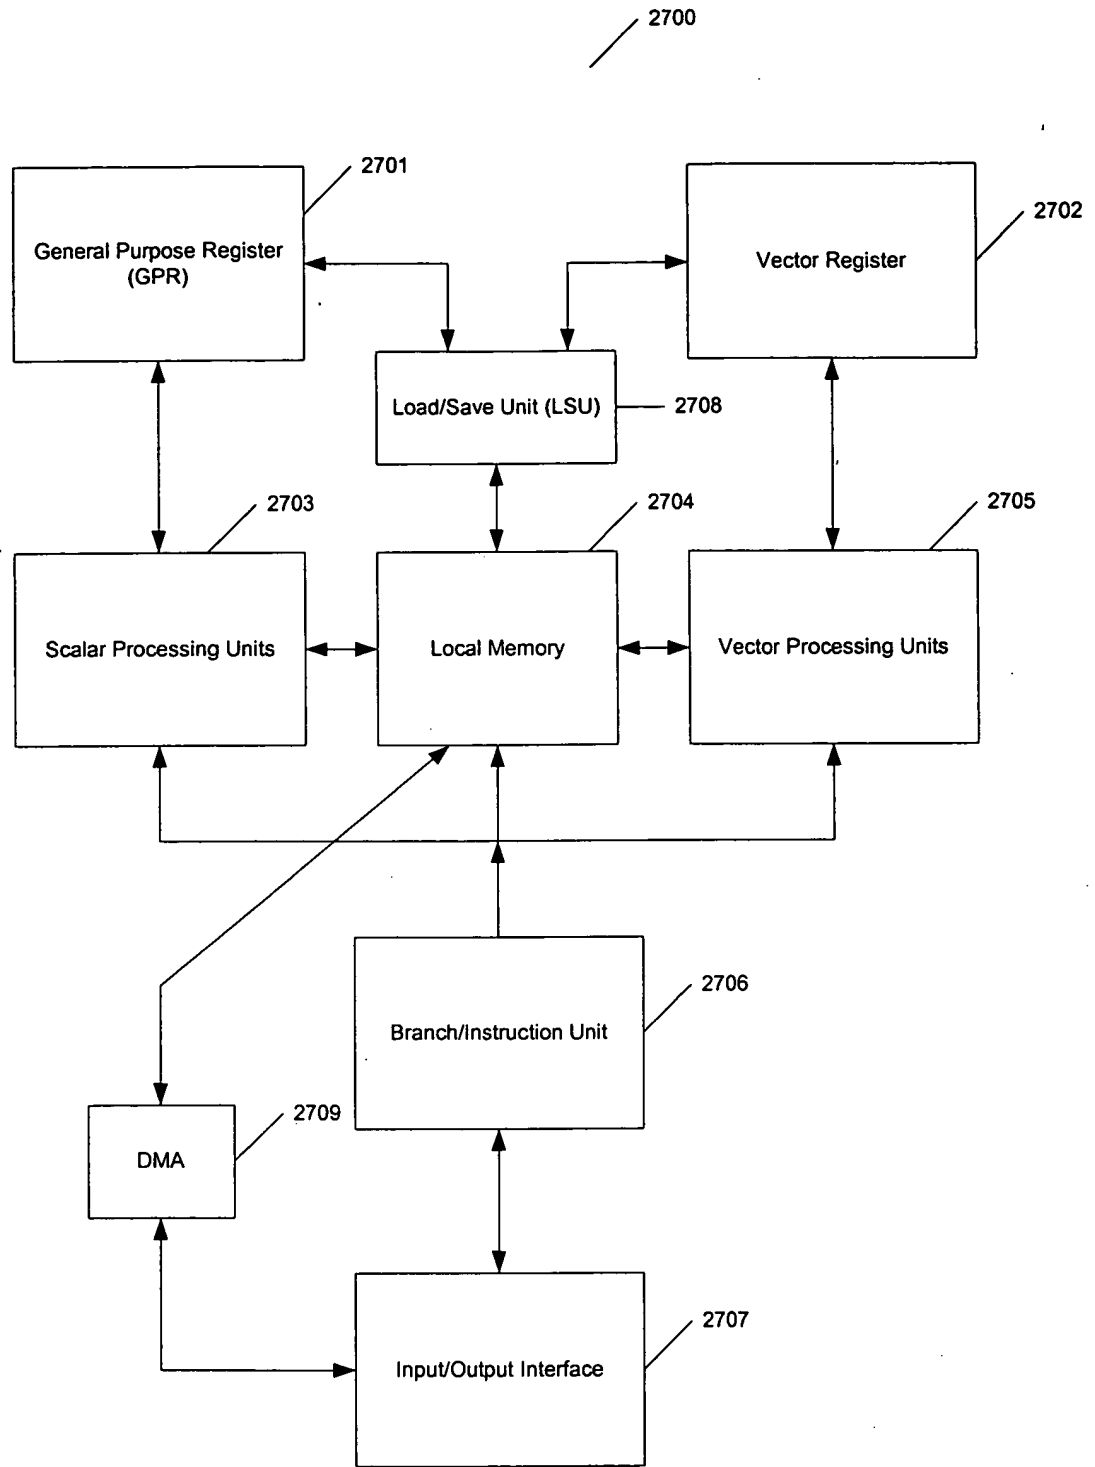 2700
2701
General Purpose Register
(GPR)
2702
Vector Register
Load/Save Unit (LSU)
2708
2703
2704
2705
Scalar Processing Units
Local Memory
Vector Processing Units
2706
Branch/Instruction Unit
2709
DMA
2707
Input/Output Interface